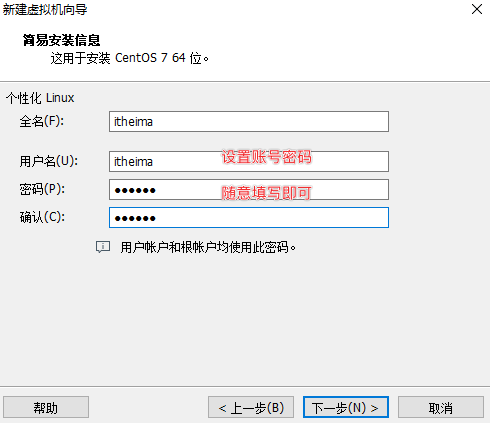 新建虚拟机向导
简易安装信息
这用于安装 CentOS 7 64 位。
个性化 Linux
全名(F): itheima
用户名(U): itheima 设置账号密码
密码(P): ●●●●●● 随意填写即可
确认(C): ●●●●●●
用户帐户和根帐户均使用此密码。
帮助 < 上一步(B) 下一步(N) > 取消